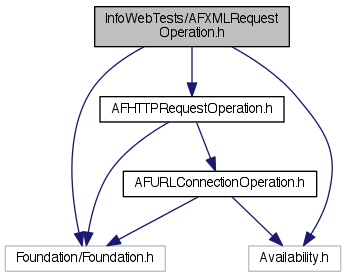 InfoWebTests/AFXMLRequest
Operation.h
AFHTTPRequestOperation.h
AFURLConnectionOperation.h
Foundation/Foundation.h
Availability.h